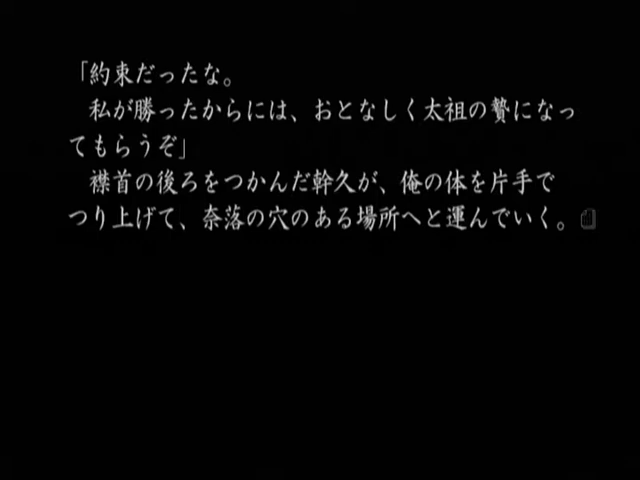 「約束だったな。
私が勝ったからには、おとなしく太祖の贄になっ
てもらうぞ」
襟首の後ろをつかんだ幹久が、俺の体を片手で
つり上げて、奈落の穴のある場所へと運んでいく。